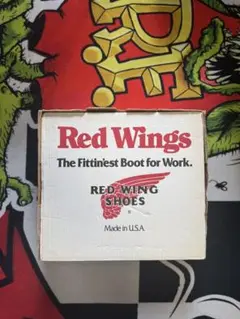 Red Wings
The Fittin'est Boot for Work.
RED WING
SHOES
®
Made in U.S.A.